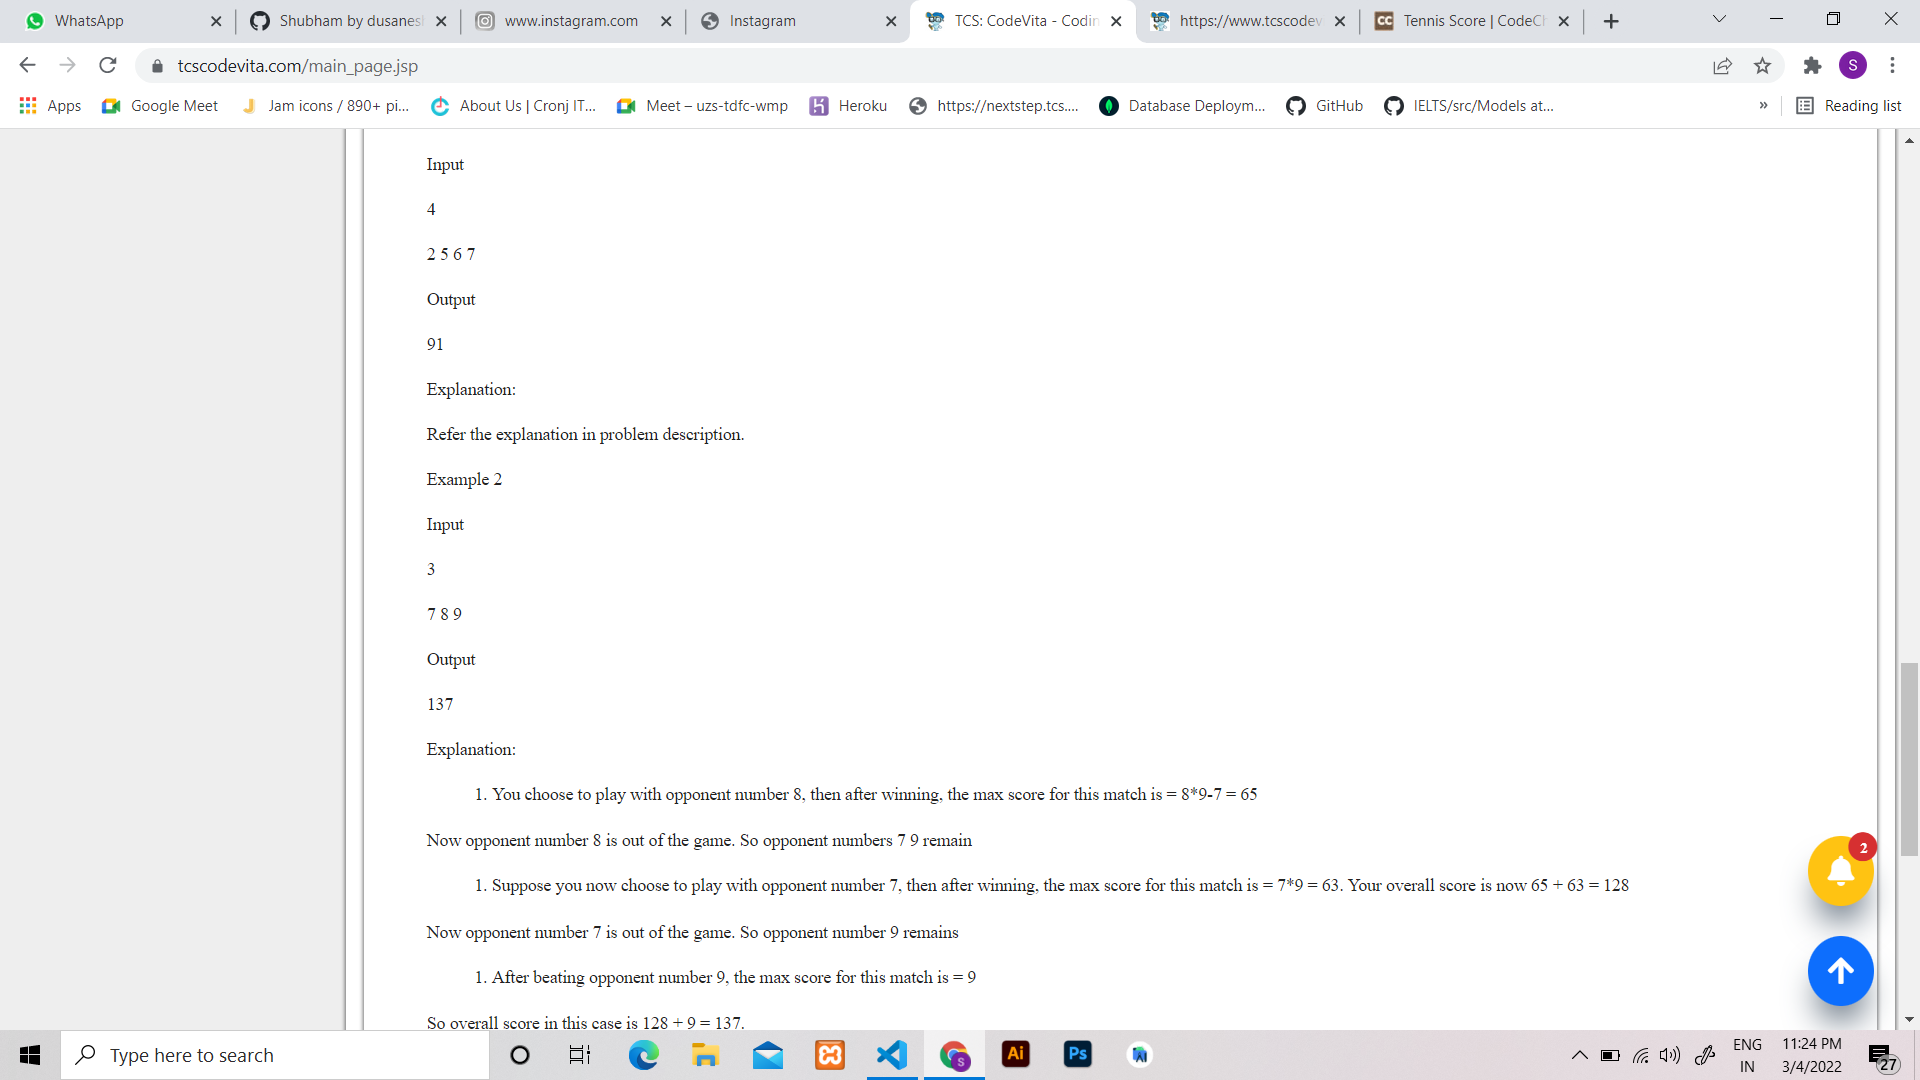 WhatsApp
Shubham by dusanesh
www.instagram.com
Instagram
TCS: CodeVita - Codin
https://www.tcscodev
Tennis Score | CodeCh
tcscodevita.com/main_page.jsp
S
Apps
Google Meet
Jam icons / 890+ pi...
About Us | Cronj IT...
Meet – uzs-tdfc-wmp
Heroku
https://nextstep.tcs....
Database Deploym...
GitHub
IELTS/src/Models at...
»
Reading list
Input
4
2 5 6 7
Output
91
Explanation:
Refer the explanation in problem description.
Example 2
Input
3
7 8 9
Output
137
Explanation:
1. You choose to play with opponent number 8, then after winning, the max score for this match is = 8*9-7 = 65
Now opponent number 8 is out of the game. So opponent numbers 7 9 remain
1. Suppose you now choose to play with opponent number 7, then after winning, the max score for this match is = 7*9 = 63. Your overall score is now 65 + 63 = 128
Now opponent number 7 is out of the game. So opponent number 9 remains
1. After beating opponent number 9, the max score for this match is = 9
So overall score in this case is 128 + 9 = 137.
2
Type here to search
Ai
Ps
ENG
IN
11:24 PM
3/4/2022
27